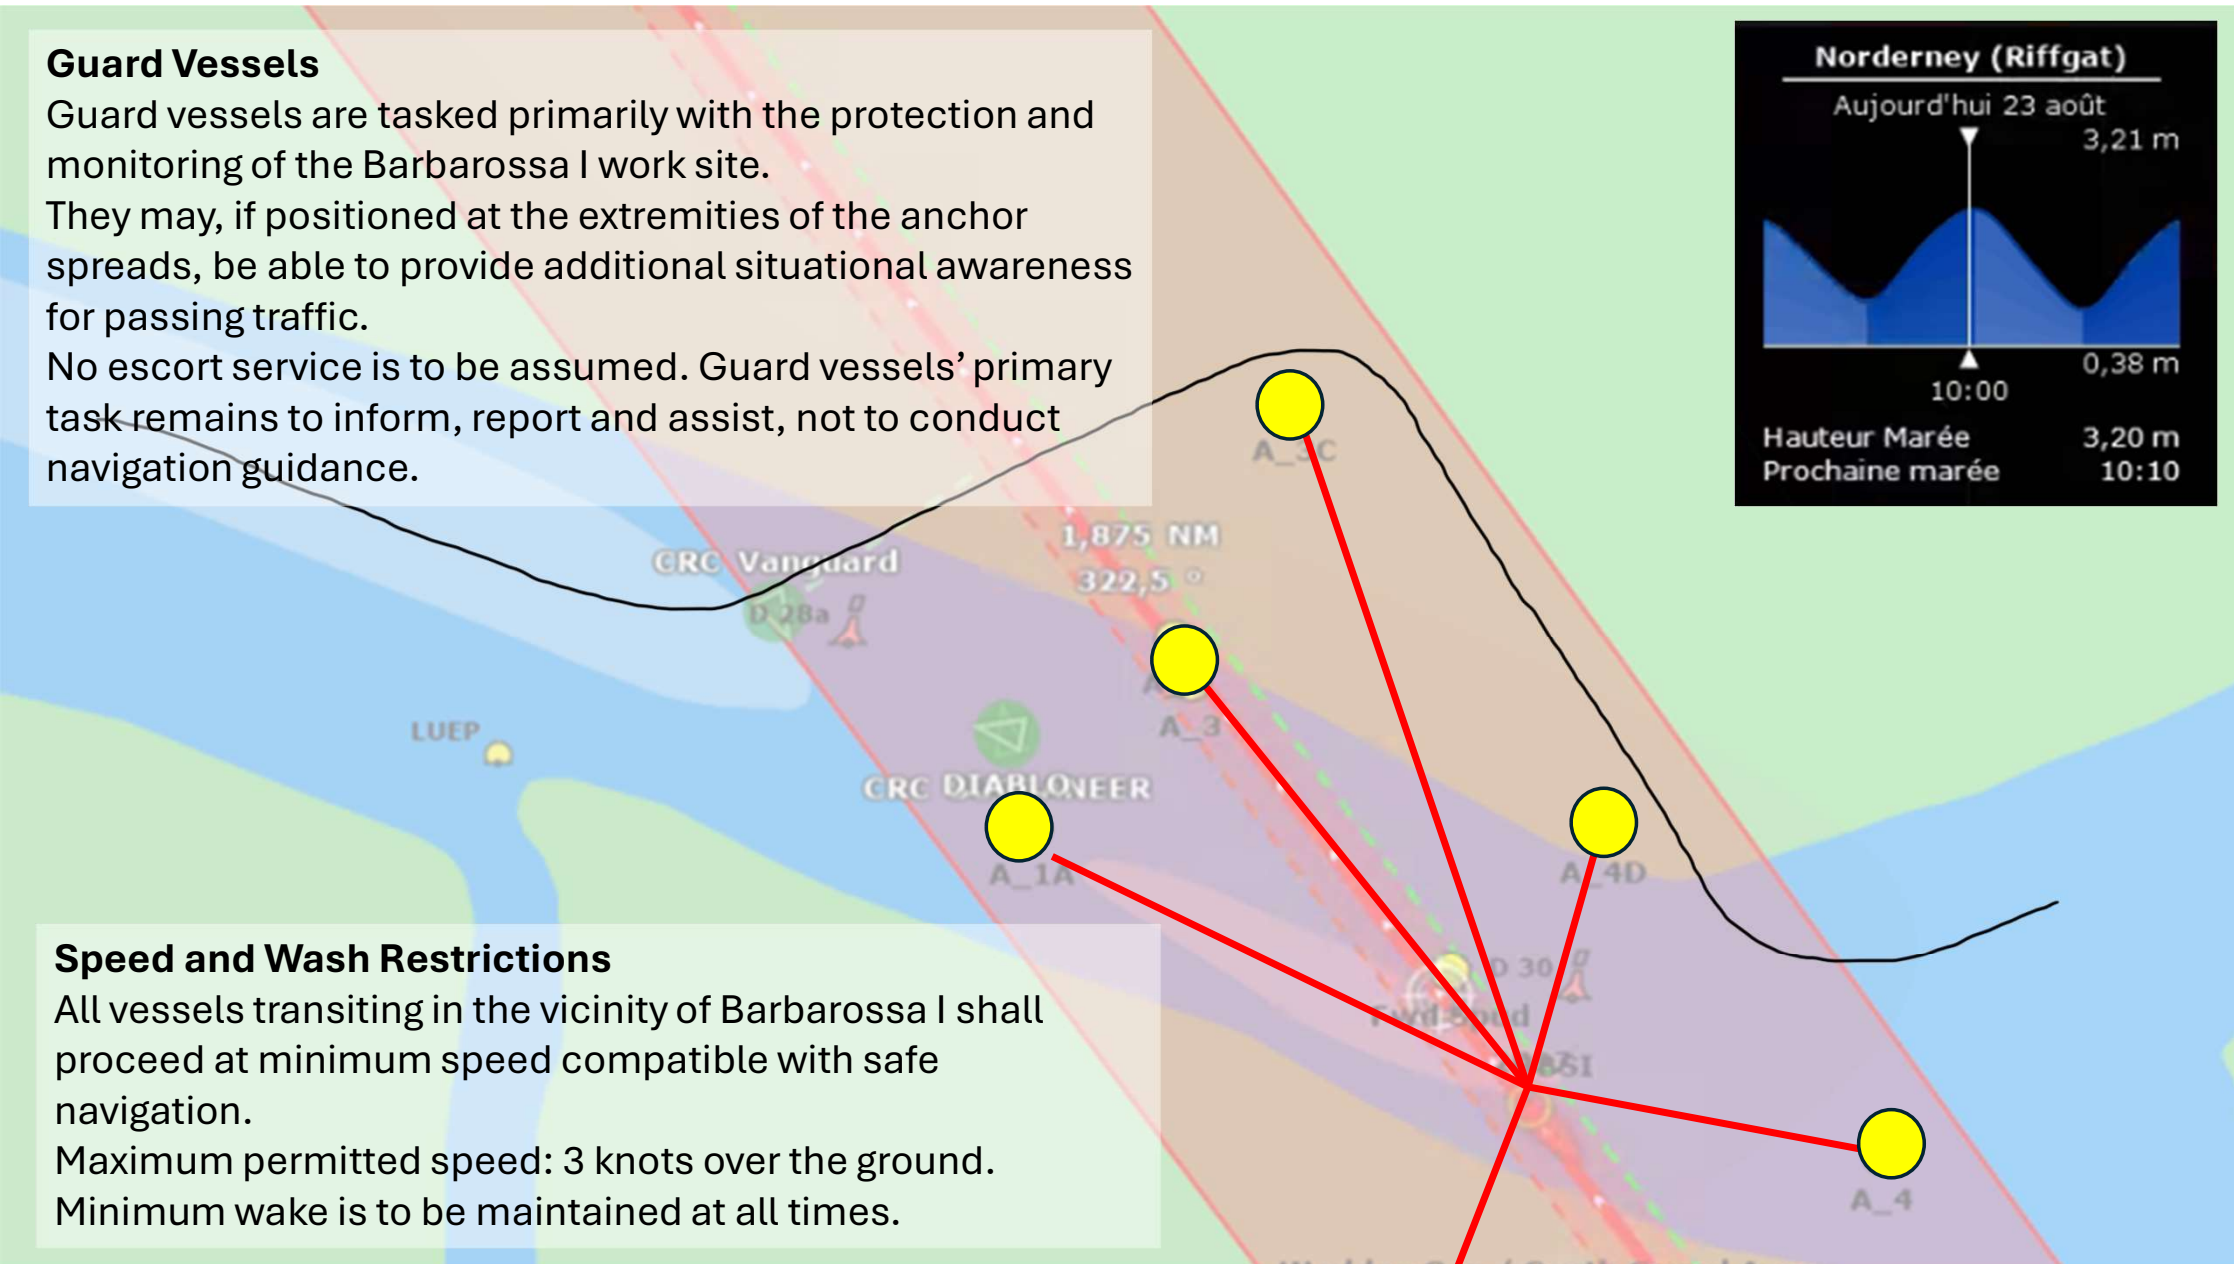 Guard Vessels
Guard vessels are tasked primarily with the protection and
monitoring of the Barbarossa I work site.
They may, if positioned at the extremities of the anchor
spreads, be able to provide additional situational awareness
for passing traffic.
No escort service is to be assumed. Guard vessels’ primary
task remains to inform, report and assist, not to conduct
navigation guidance.
Norderney (Riffgat)
Aujourd'hui 23 août
3,21 m
0,38 m
10:00
Hauteur Marée 3,20 m
Prochaine marée 10:10
A_3C
1,875 NM
322,5 °
CRC Vanguard
D 28a
A_3
LUEP
CRC DIABLO
A_1A
A_4D
D 30
Fwd Spud
A_4
Speed and Wash Restrictions
All vessels transiting in the vicinity of Barbarossa I shall
proceed at minimum speed compatible with safe
navigation.
Maximum permitted speed: 3 knots over the ground.
Minimum wake is to be maintained at all times.